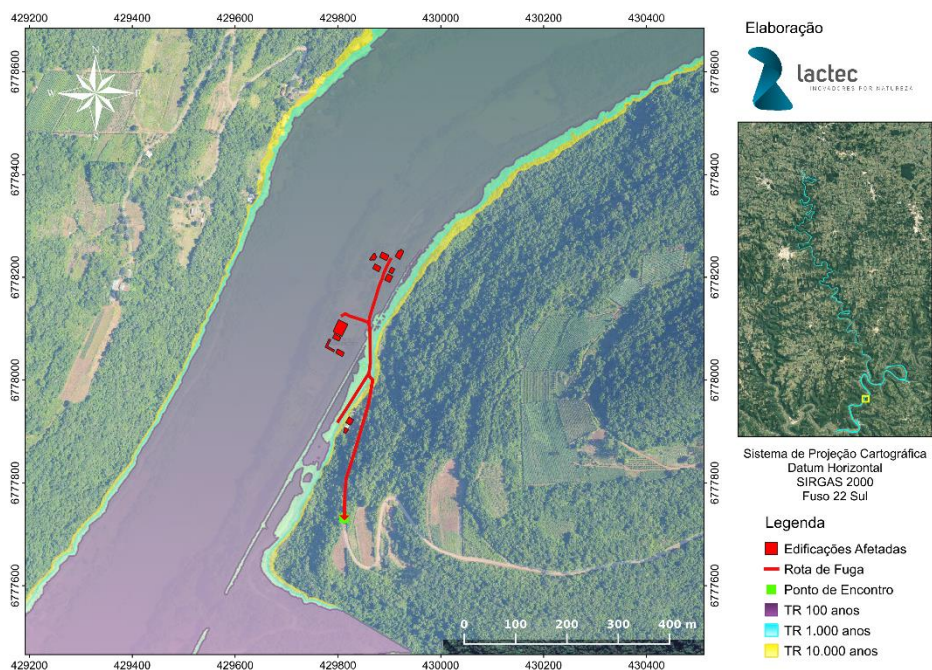 429200 429400 429600 429800 430000 430200 430400
6778600
6778400
6778200
6778000
6777800
6777600
N
W
6778600
6778400
6778200
6778000
6777800
6777600
0 100 200 300 400 m
429200 429400 429600 429800 430000 430200 430400
Elaboração
lactec
INOVADORES POR NATUREZA
Sistema de Projeção Cartográfica
Datum Horizontal
SIRGAS 2000
Fuso 22 Sul
Legenda
Edificações Afetadas
Rota de Fuga
Ponto de Encontro
TR 100 anos
TR 1.000 anos
TR 10.000 anos